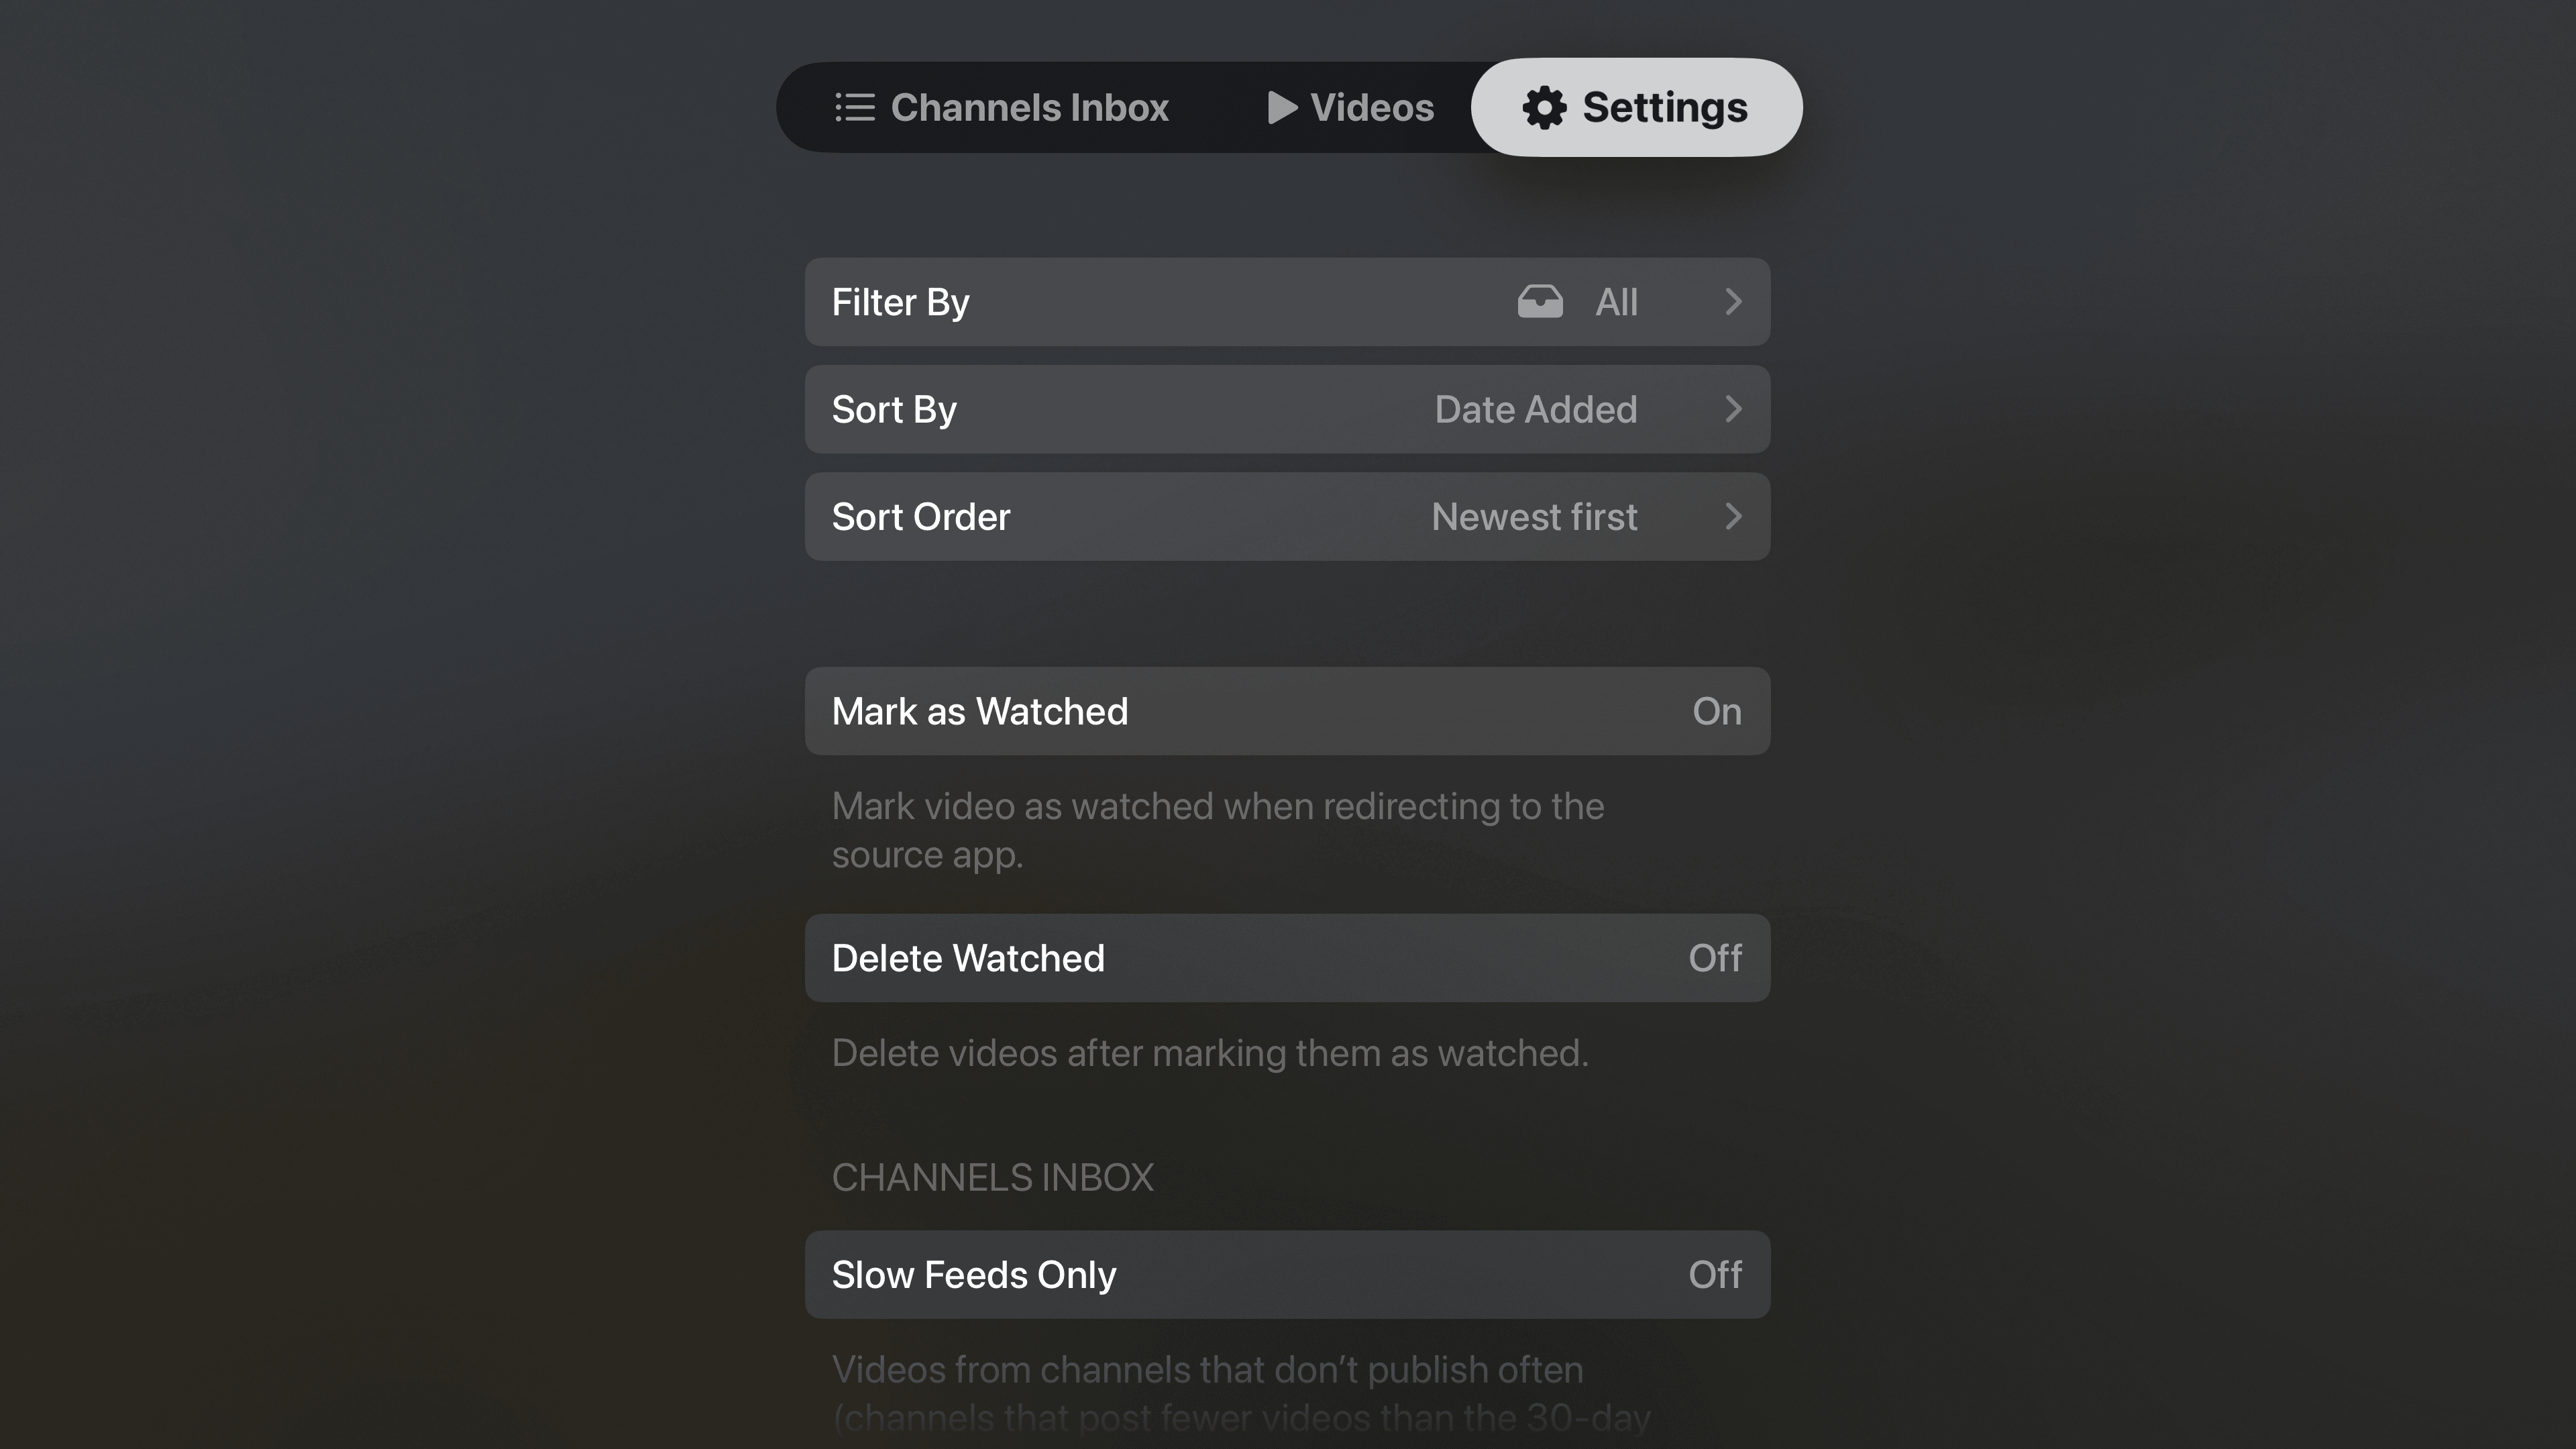 Channels Inbox
Videos
Settings
Filter By
All
Sort By
Date Added
Sort Order
Newest first
Mark as Watched
On
Mark video as watched when redirecting to the
source app.
Delete Watched
Off
Delete videos after marking them as watched.
CHANNELS INBOX
Slow Feeds Only
Off
Videos from channels that don’t publish often
(channels that post fewer videos than the 30-day